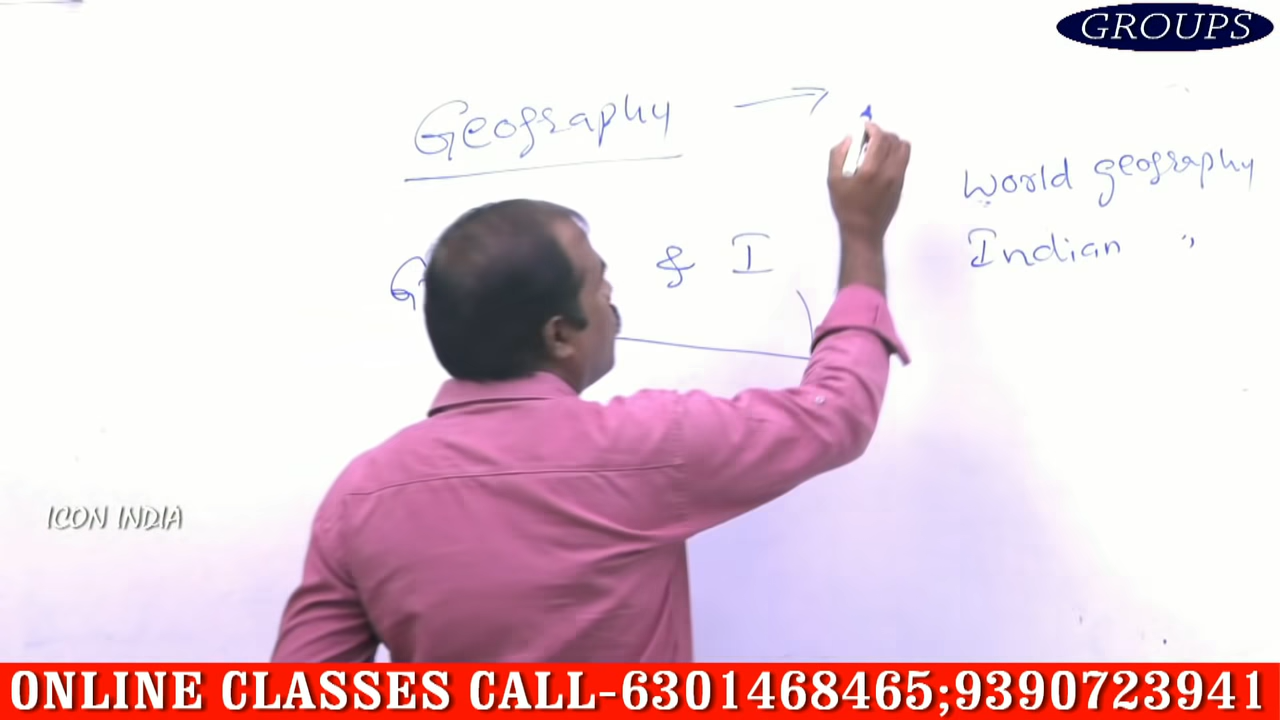 GROUPS
Geography →
World geography
& I
Indian "
ICON INDIA
ONLINE CLASSES CALL-6301468465;9390723941